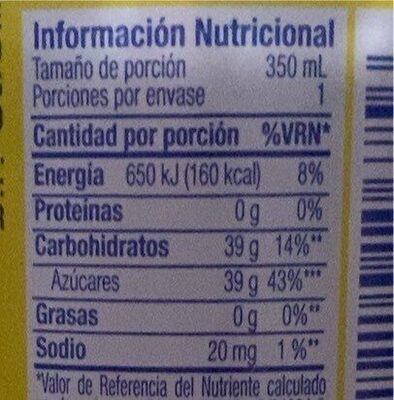 Información Nutricional
Tamaño de porción 350 mL
Porciones por envase 1
Cantidad por porción %VRN*
Energía 650 kJ (160 kcal) 8%
Proteínas 0 g 0%
Carbohidratos 39 g 14%**
Azúcares 39 g 43%***
Grasas 0 g 0%**
Sodio 20 mg 1%**
*Valor de Referencia del Nutriente calculado